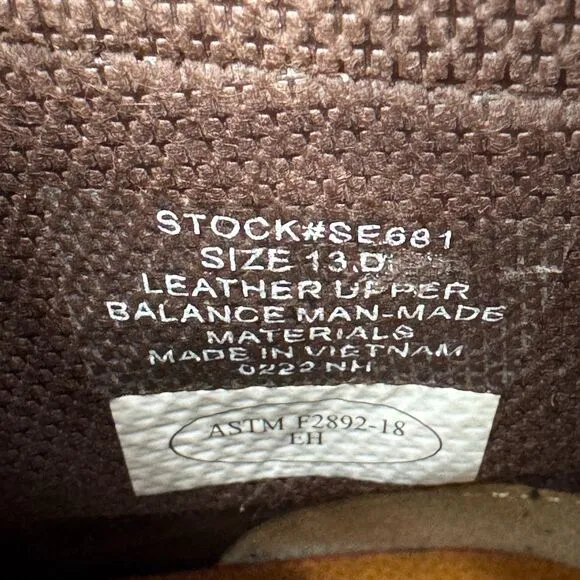 STOCK#SE681
SIZE 13.D
LEATHER UPPER
BALANCE MAN-MADE
MATERIALS
MADE IN VIETNAM
0222 NH
ASTM F2892-18
EH